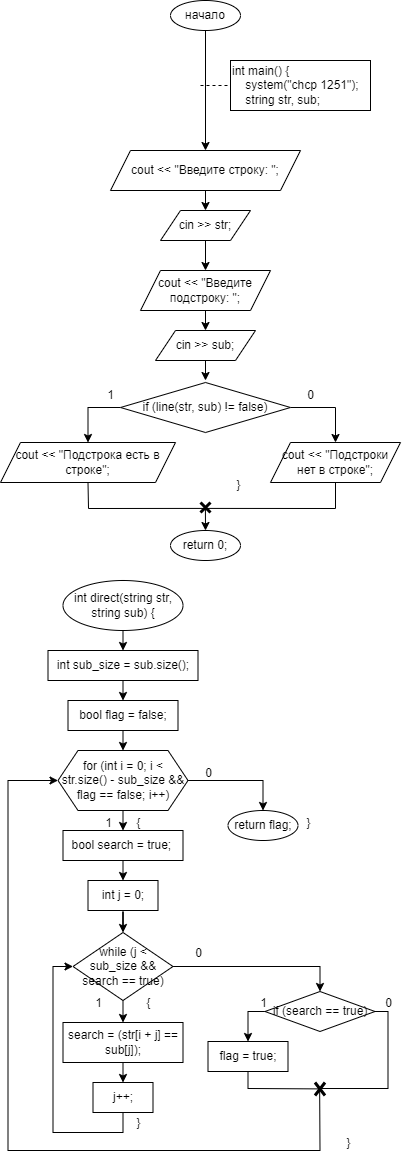 начало
int main() {
system("chcp 1251");
string str, sub;
cout << "Введите строку: ";
cin >> str;
cout << "Введите
подстроку: ";
cin >> sub;
1
if (line(str, sub) != false)
0
cout << "Подстрока есть в
строке";
cout << "Подстроки
нет в строке";
}
return 0;
int direct(string str,
string sub) {
int sub_size = sub.size();
bool flag = false;
for (int i = 0; i <
str.size() - sub_size &&
flag == false; i++)
0
return flag;
}
1
{
bool search = true;
int j = 0;
while (j <
sub_size &&
search == true)
0
1
{
search = (str[i + j] ==
sub[j]);
j++;
}
1
if (search == true)
0
flag = true;
}